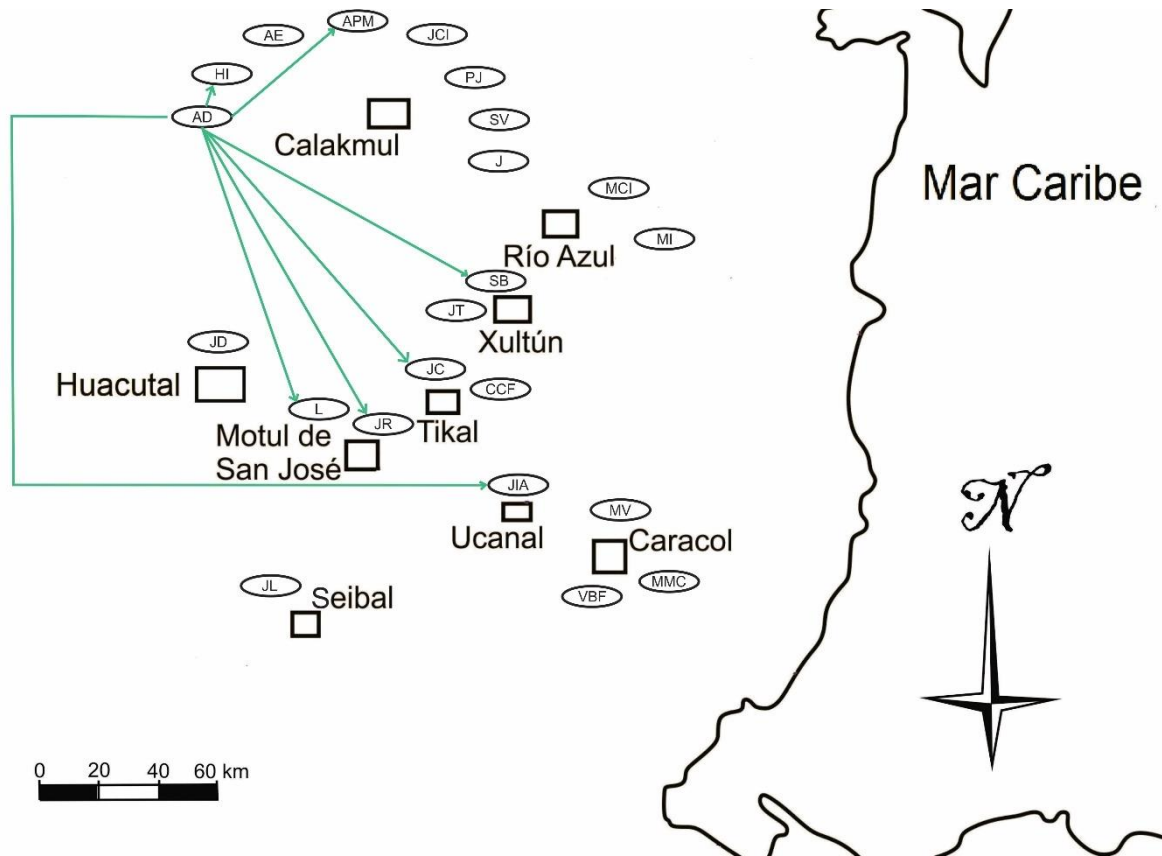 APM
AE
JCI
HI
PJ
AD
SV
Calakmul
J
Mar Caribe
MCI
MI
Río Azul
SB
JT
Xultún
JD
Huacutal
JC
CCF
L
JR
Tikal
Motul de
San José
JIA
MV
Ucanal
Caracol
JL
Seibal
VBF
MMC
N
0 20 40 60 km